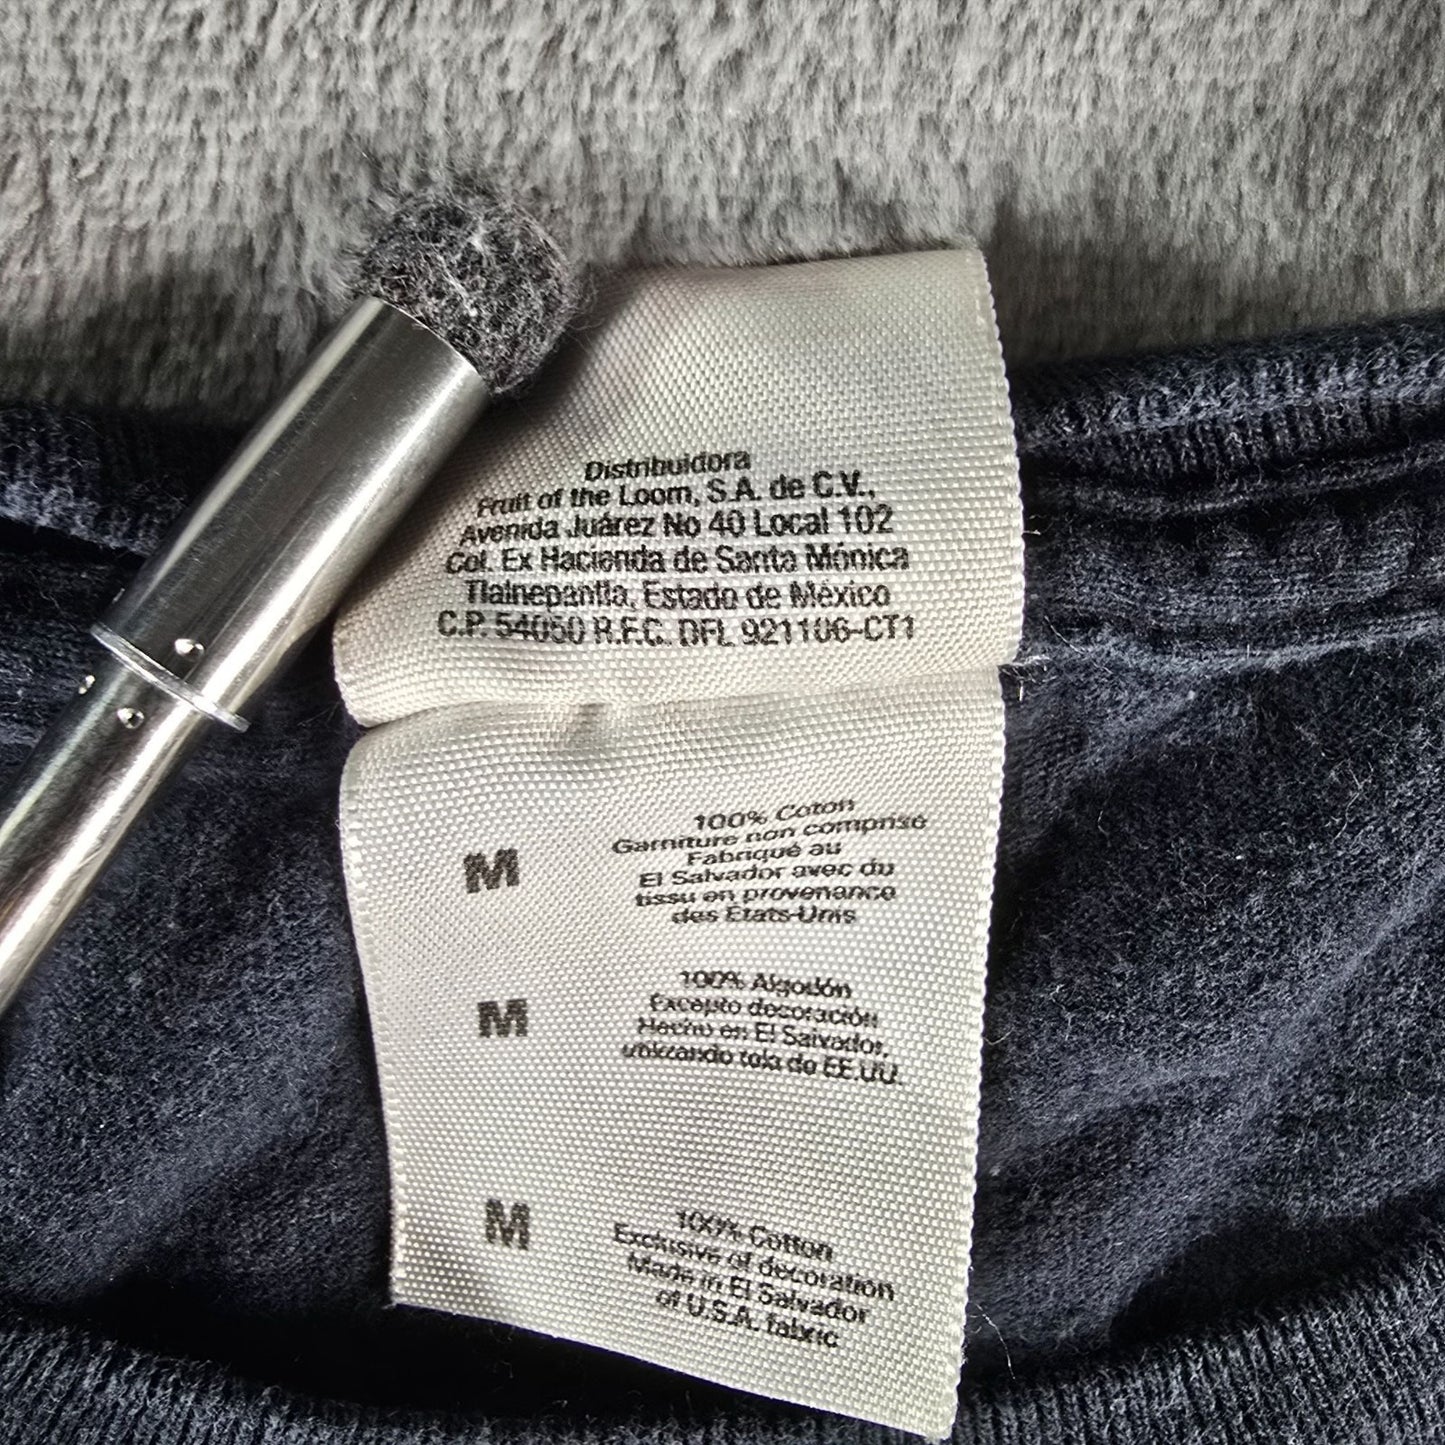 Distribuidora
Fruit of the Loom, S.A. de C.V.,
Avenida Juárez No 40 Local 102
Col. Ex Hacienda de Santa Mónica
Tlalnepantla, Estado de México
C.P. 54050 R.F.C. DFL 921106-CT1
M
100% Coton
Garniture non comprise
Fabriqué au
El Salvador avec du
tissu en provenance
des États-Unis
M
100% Algodón
Excepto decoración
Hecho en El Salvador,
utilizando tela de EE.UU.
M
100% Cotton
Exclusive of decoration
Made in El Salvador
of U.S.A. fabric